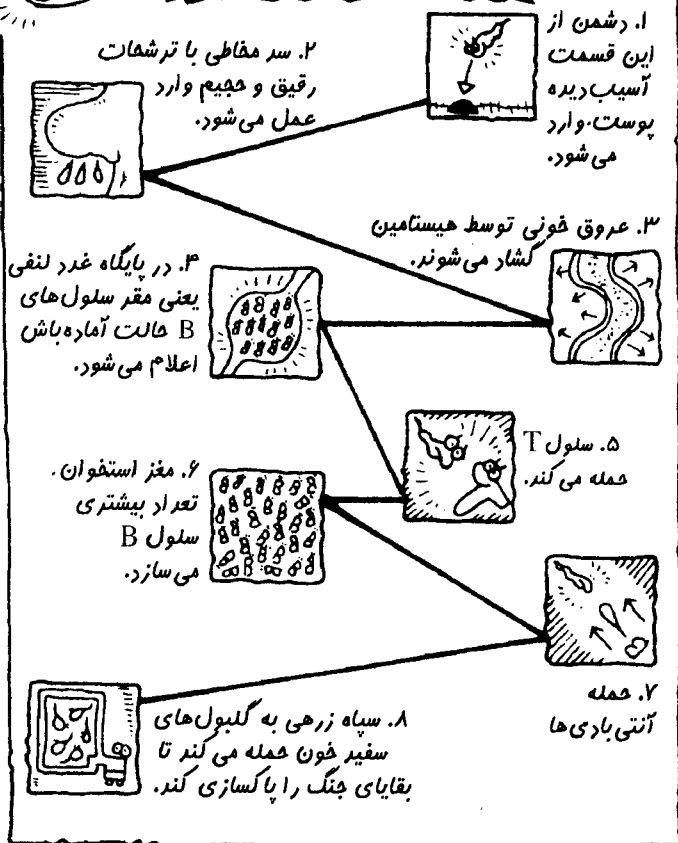 ۱. دشمن از
این قسمت
آسیب‌دیده
پوست، وارد
می‌شود.
۲. سد مخاطی با ترشحات
رقیق و حجیم وارد
عمل می‌شود.
۳. عروق خونی توسط هیستامین
گشاد می‌شوند.
۴. در پایگاه غدد لنفی
یعنی مقر سلول‌های
B حالت آماده‌باش
اعلام می‌شود.
۵. سلول T
حمله می‌کند.
۶. مغز استخوان،
تعداد بیشتری
سلول B
می‌سازد.
۷. حمله
آنتی‌بادی‌ها
۸. سپاه زرهی به گلبول‌های
سفید خون حمله می‌کند تا
بقایای جنگ را پاکسازی کند.